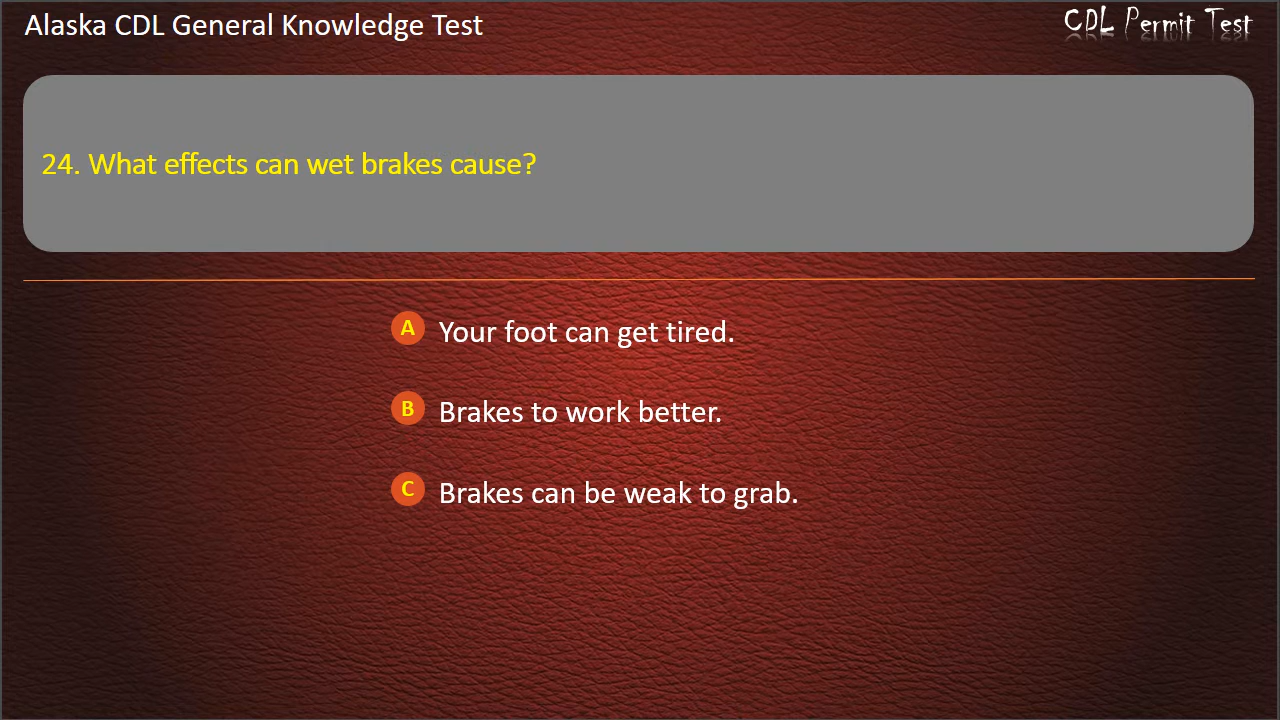 Alaska CDL General Knowledge Test
CDL Permit Test
24. What effects can wet brakes cause?
A Your foot can get tired.
B Brakes to work better.
C Brakes can be weak to grab.